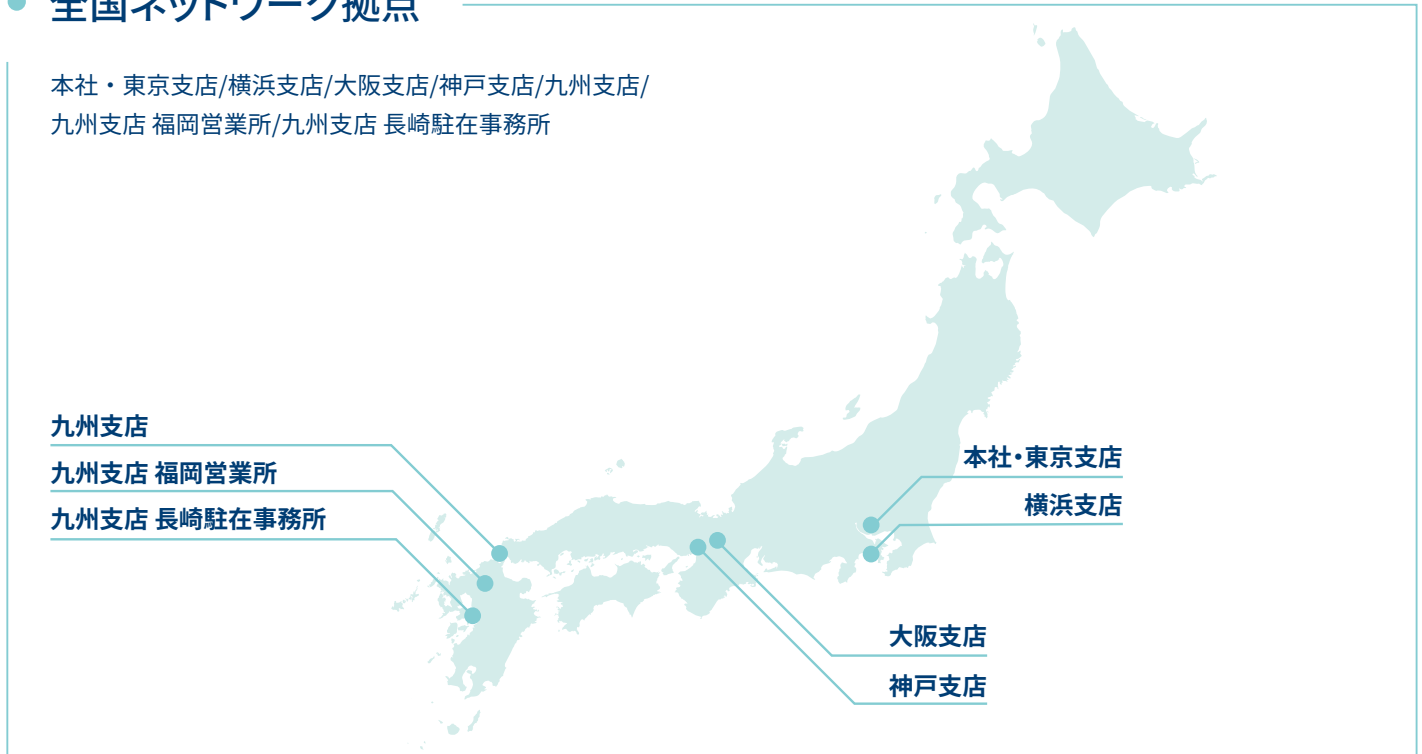 全国ネットワーク拠点
本社・東京支店/横浜支店/大阪支店/神戸支店/九州支店/
九州支店 福岡営業所/九州支店 長崎駐在事務所
九州支店
九州支店 福岡営業所
九州支店 長崎駐在事務所
本社・東京支店
横浜支店
大阪支店
神戸支店